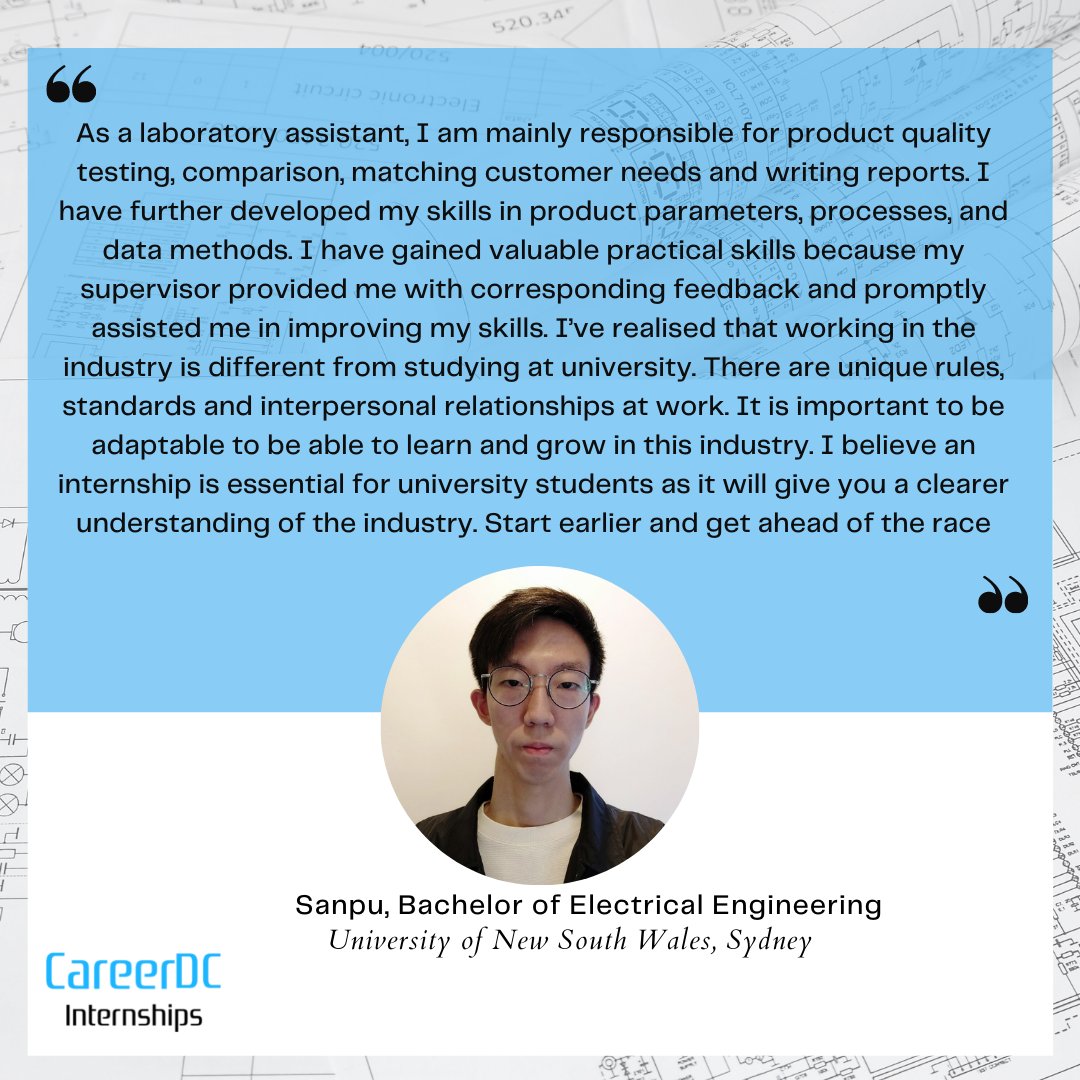 520.34
520/004
Electronic circuit
As a laboratory assistant, I am mainly responsible for product quality
testing, comparison, matching customer needs and writing reports. I
have further developed my skills in product parameters, processes, and
data methods. I have gained valuable practical skills because my
supervisor provided me with corresponding feedback and promptly
assisted me in improving my skills. I’ve realised that working in the
industry is different from studying at university. There are unique rules,
standards and interpersonal relationships at work. It is important to be
adaptable to be able to learn and grow in this industry. I believe an
internship is essential for university students as it will give you a clearer
understanding of the industry. Start earlier and get ahead of the race
Sanpu, Bachelor of Electrical Engineering
University of New South Wales, Sydney
CareerDC
Internships